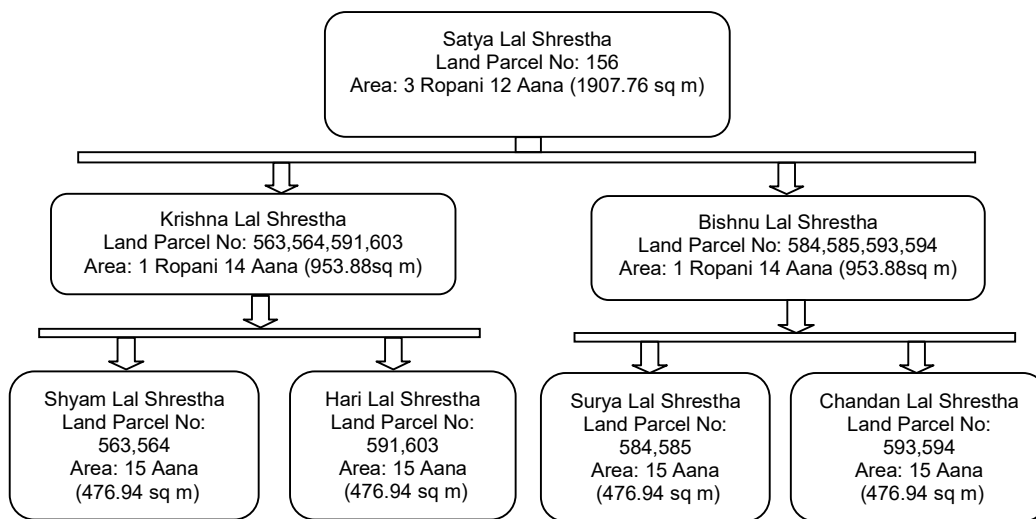 Satya Lal Shrestha
Land Parcel No: 156
Area: 3 Ropani 12 Aana (1907.76 sq m)
Krishna Lal Shrestha
Land Parcel No: 563,564,591,603
Area: 1 Ropani 14 Aana (953.88sq m)
Bishnu Lal Shrestha
Land Parcel No: 584,585,593,594
Area: 1 Ropani 14 Aana (953.88sq m)
Shyam Lal Shrestha
Land Parcel No:
563,564
Area: 15 Aana
(476.94 sq m)
Hari Lal Shrestha
Land Parcel No:
591,603
Area: 15 Aana
(476.94 sq m)
Surya Lal Shrestha
Land Parcel No:
584,585
Area: 15 Aana
(476.94 sq m)
Chandan Lal Shrestha
Land Parcel No:
593,594
Area: 15 Aana
(476.94 sq m)